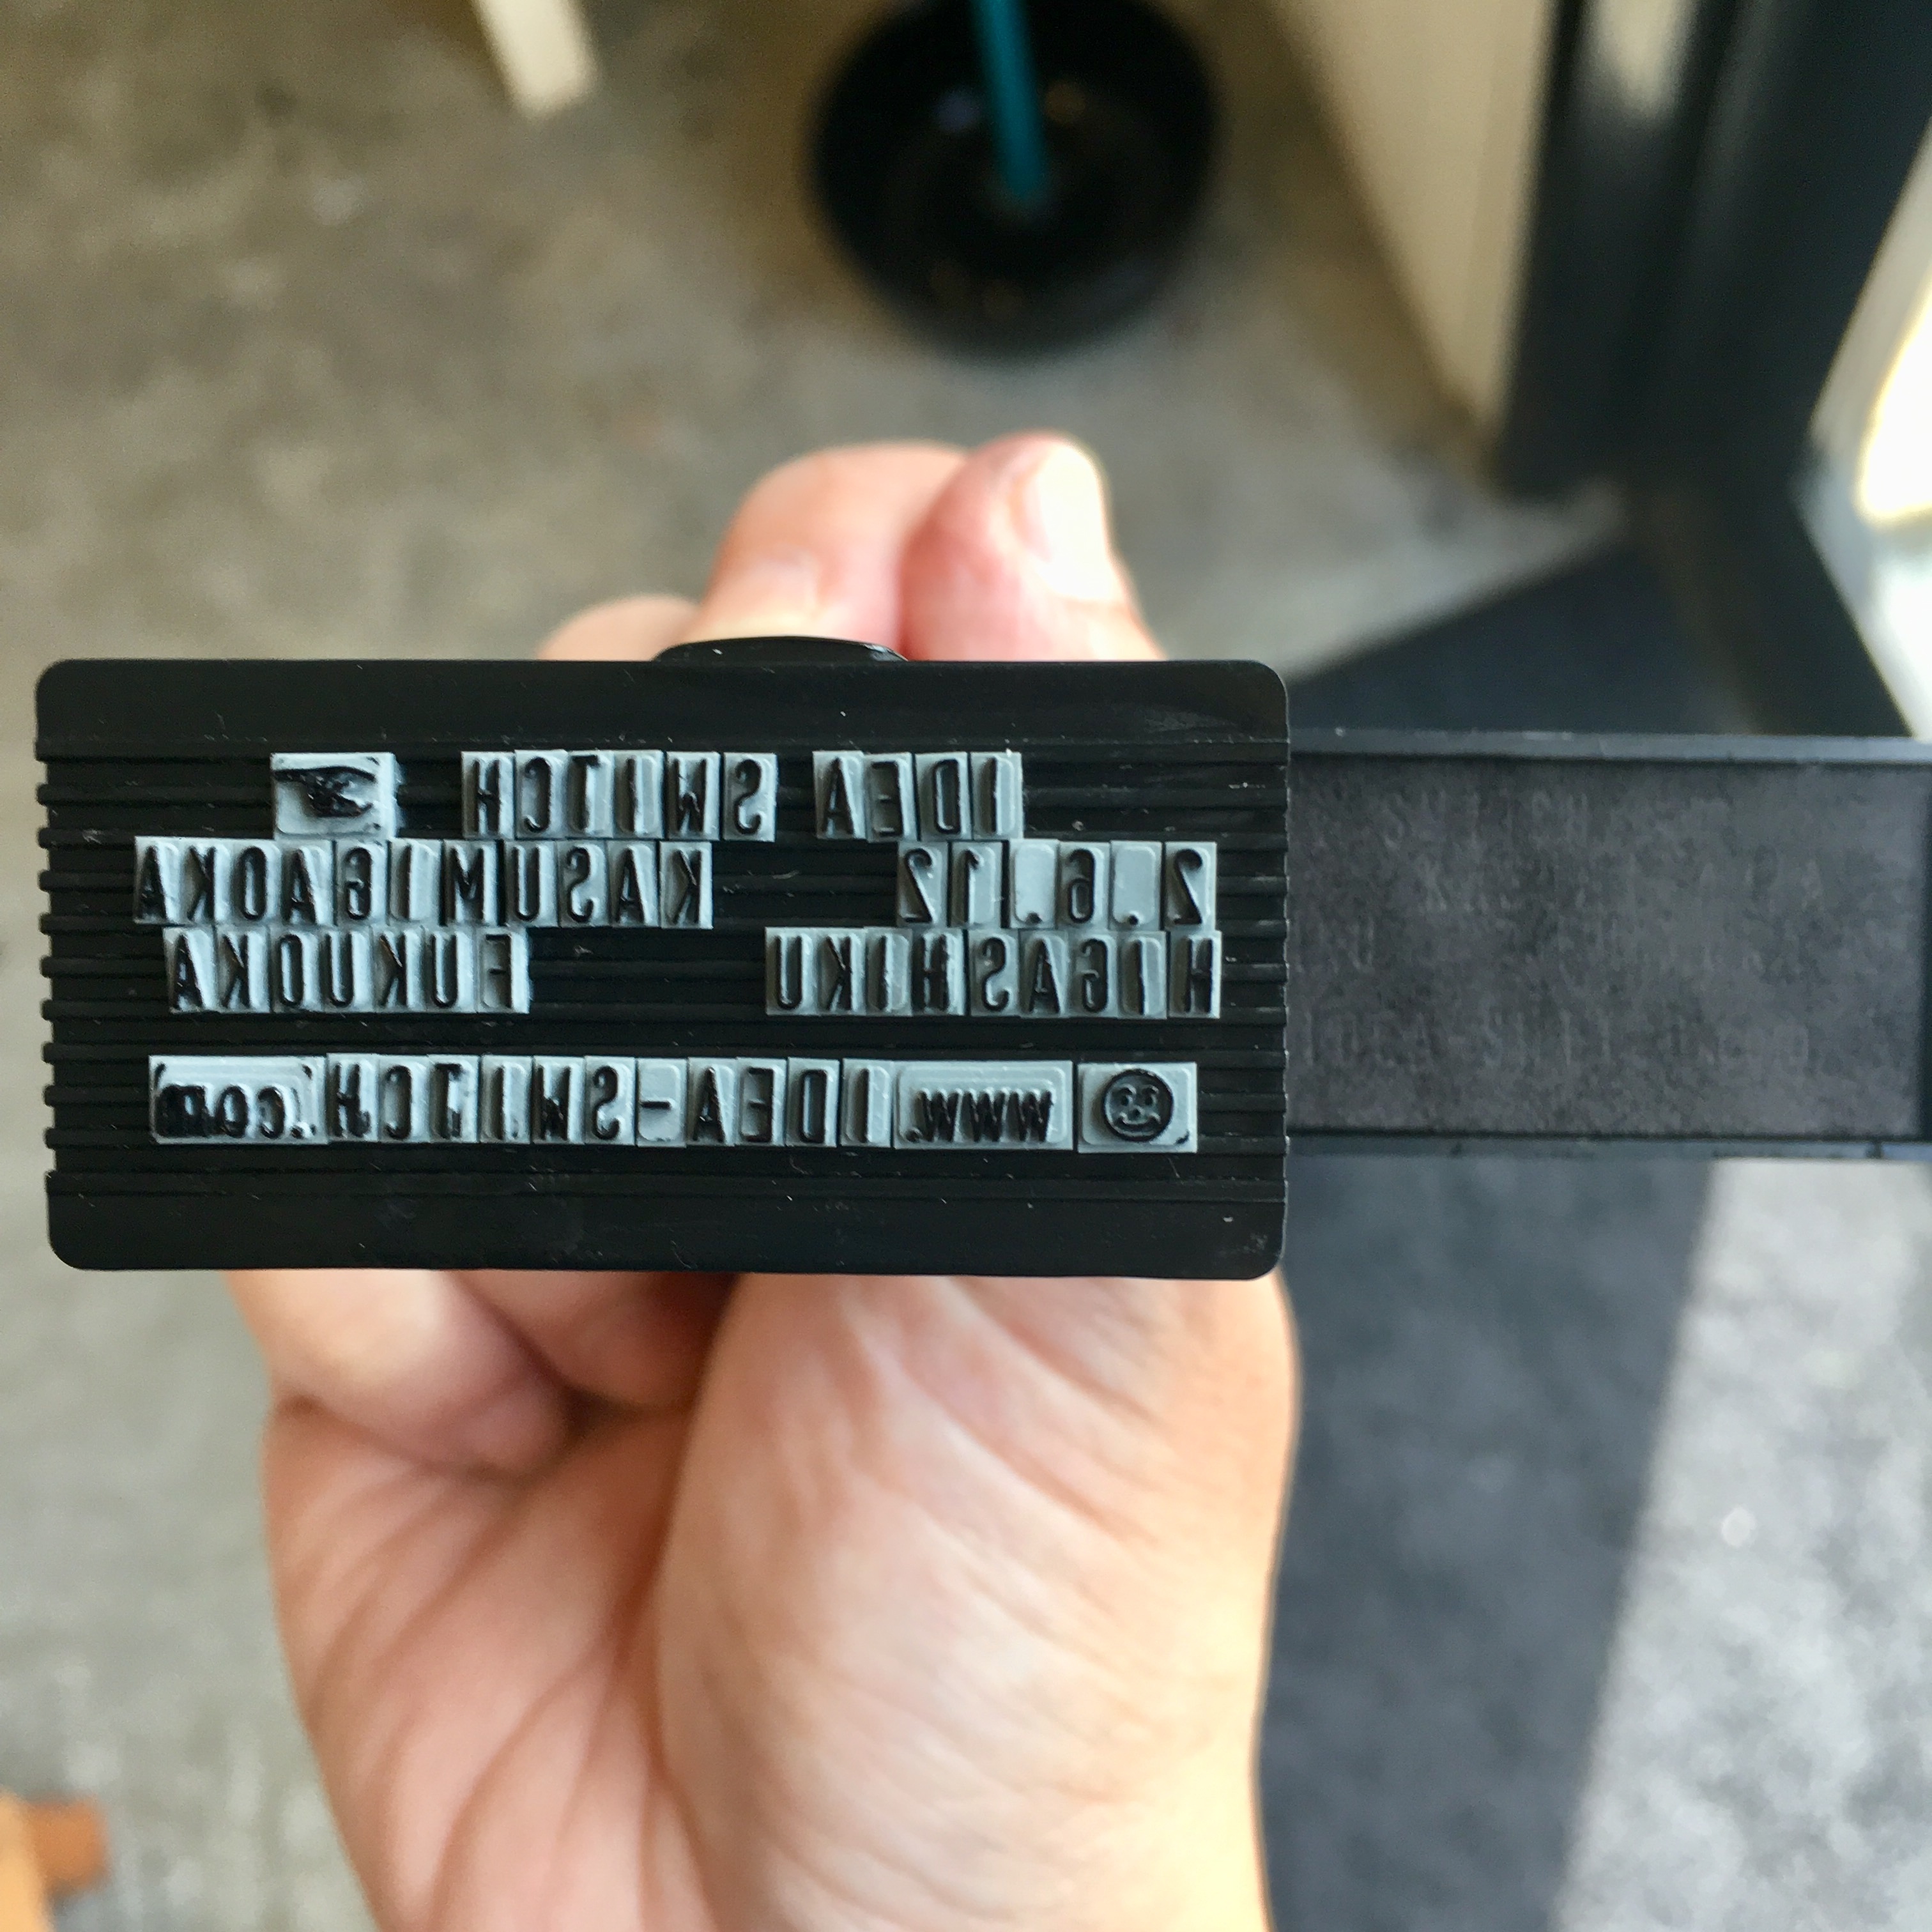 IDEA SWITCH
2.6.12 KASUMIGAOKA
HIGASHIKU FUKUOKA
www.IDEA-SWITCH.com